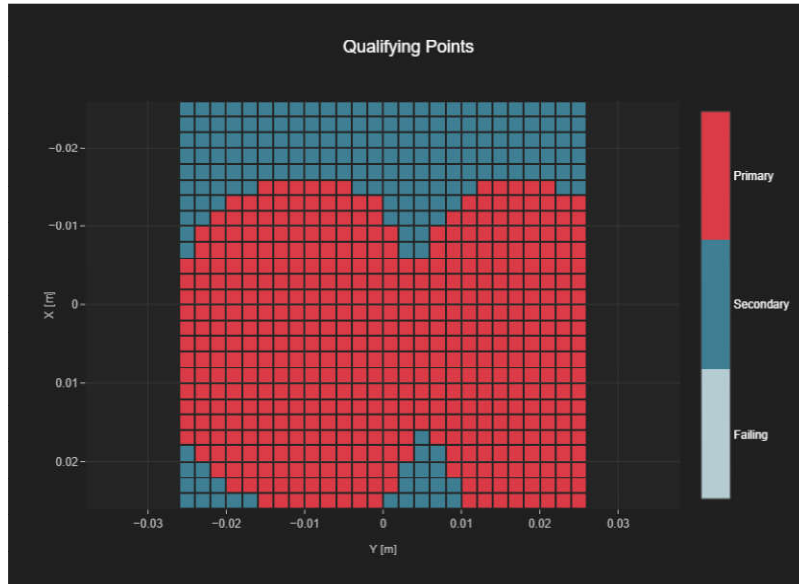 Qualifying Points
−0.02
−0.01
0
0.01
0.02
X [m]
−0.03
−0.02
−0.01
0
0.01
0.02
0.03
Y [m]
Primary
Secondary
Failing